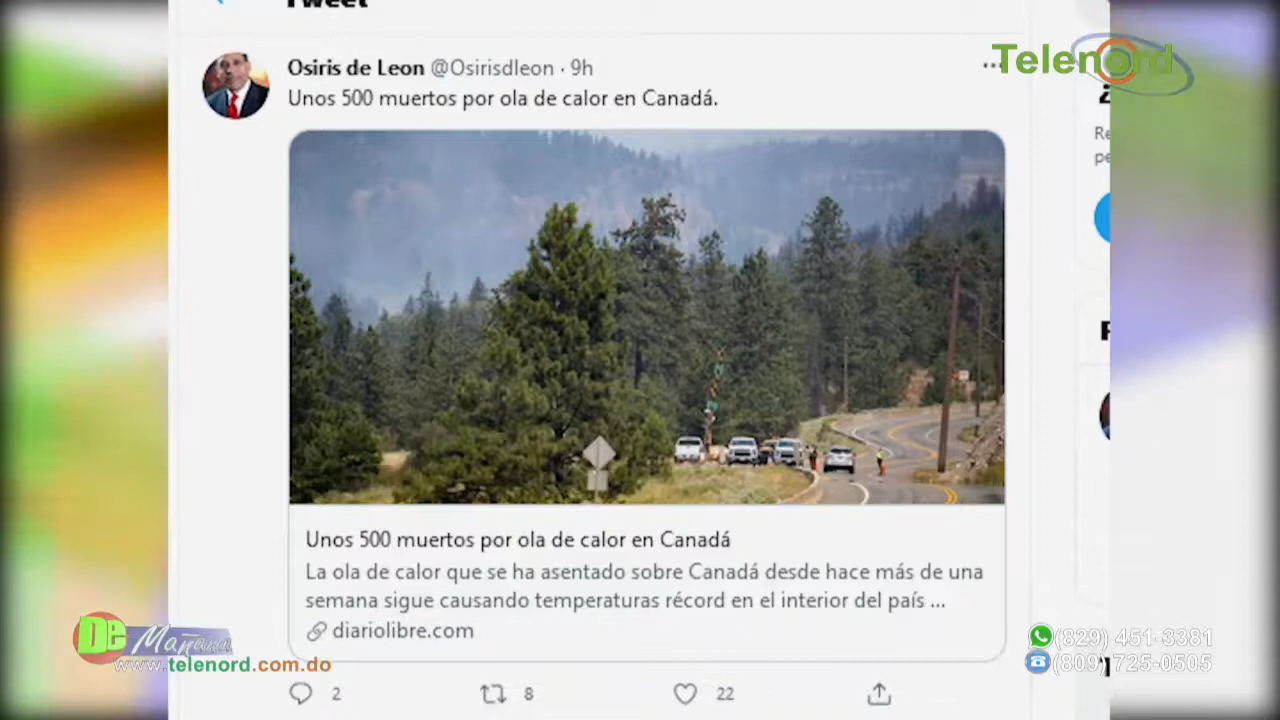 Tweet
Osiris de Leon @Osirisdleon · 9h
Unos 500 muertos por ola de calor en Canadá.
Telenord
Unos 500 muertos por ola de calor en Canadá
La ola de calor que se ha asentado sobre Canadá desde hace más de una
semana sigue causando temperaturas récord en el interior del país ...
diariolibre.com
2
8
22
De Mañana
www.telenord.com.do
(829) 451-3381
(809) 725-0505